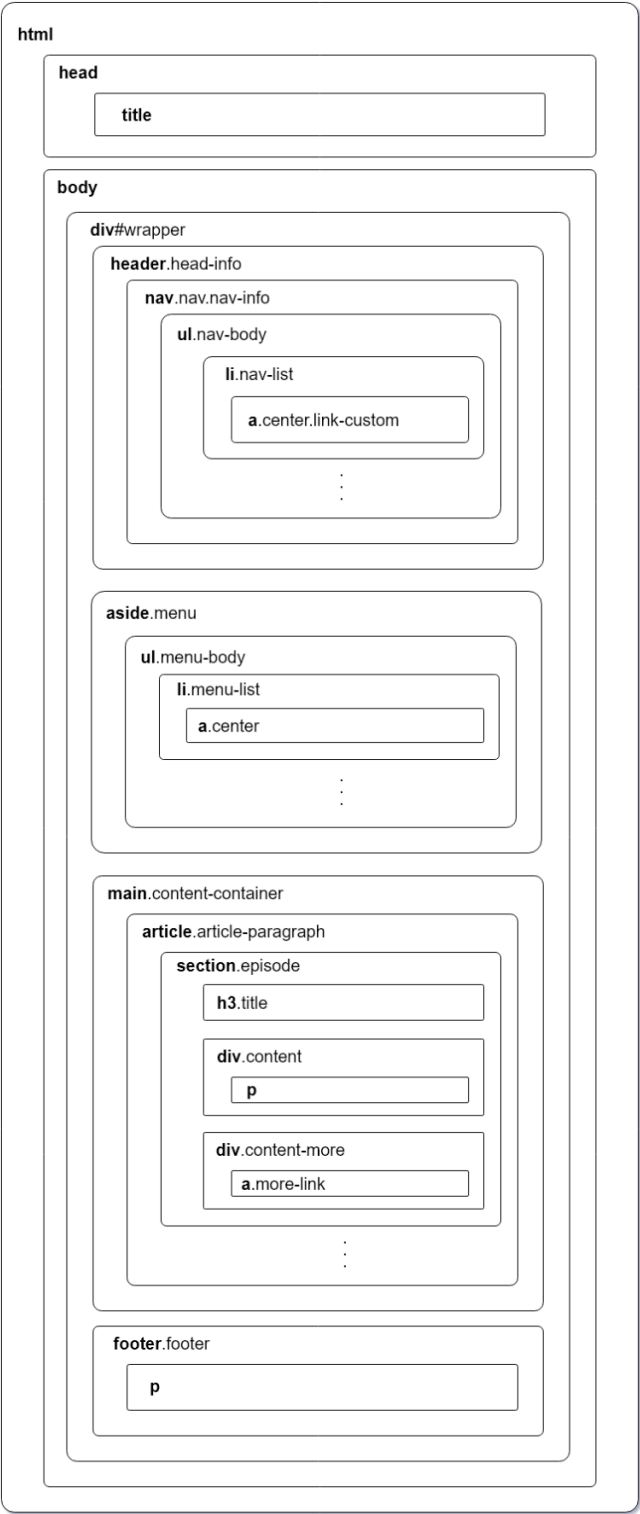 html
head
title
body
div#wrapper
header.head-info
nav.nav.nav-info
ul.nav-body
li.nav-list
a.center.link-custom
aside.menu
ul.menu-body
li.menu-list
a.center
main.content-container
article.article-paragraph
section.episode
h3.title
div.content
p
div.content-more
a.more-link
footer.footer
p